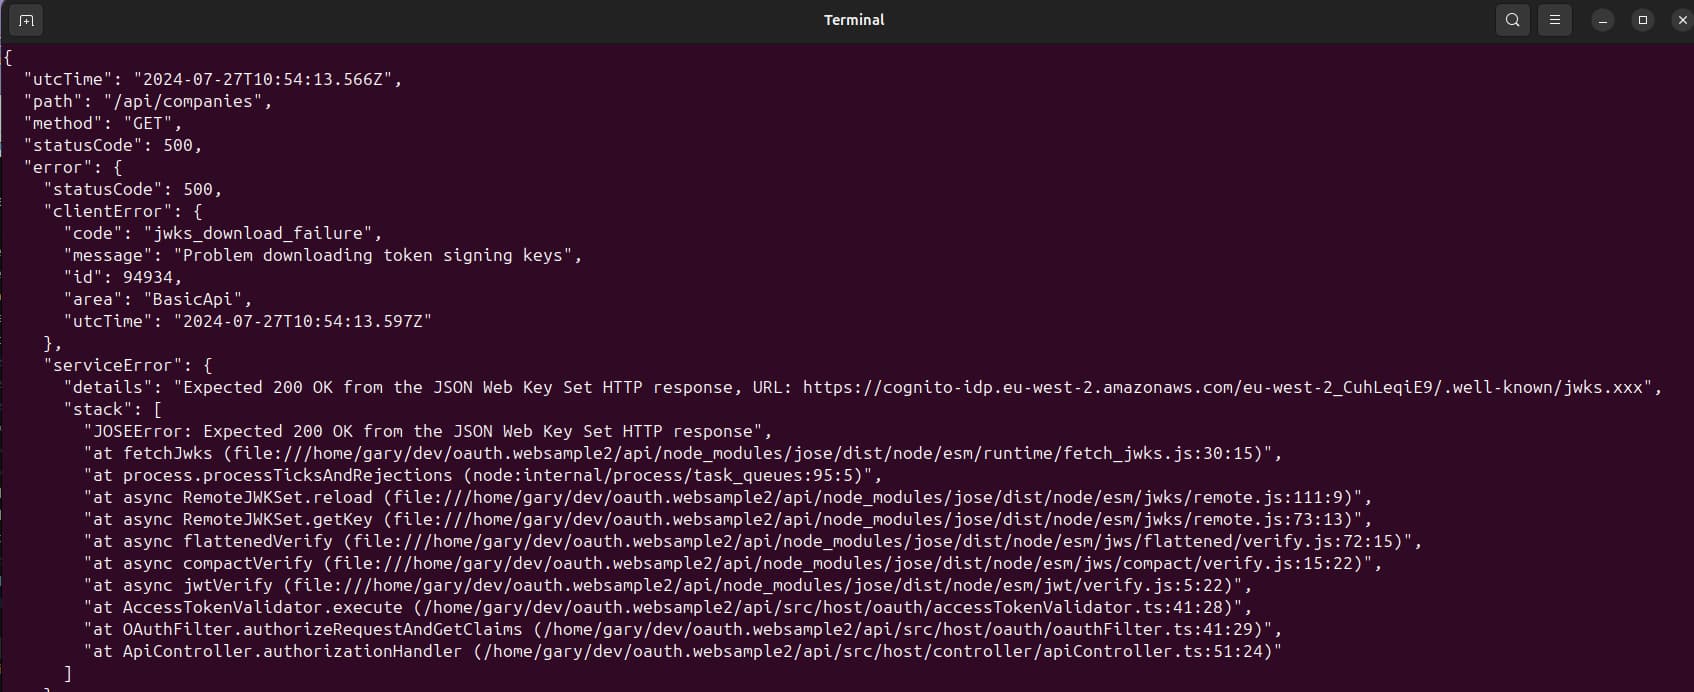 Terminal
{
"utcTime": "2024-07-27T10:54:13.566Z",
"path": "/api/companies",
"method": "GET",
"statusCode": 500,
"error": {
"statusCode": 500,
"clientError": {
"code": "jwks_download_failure",
"message": "Problem downloading token signing keys",
"id": 94934,
"area": "BasicApi",
"utcTime": "2024-07-27T10:54:13.597Z"
},
"serviceError": {
"details": "Expected 200 OK from the JSON Web Key Set HTTP response, URL: https://cognito-idp.eu-west-2.amazonaws.com/eu-west-2_CuhLeqiE9/.well-known/jwks.xxx",
"stack": [
"JOSEError: Expected 200 OK from the JSON Web Key Set HTTP response",
"at fetchJwks (file:///home/gary/dev/oauth.websample2/api/node_modules/jose/dist/node/esm/runtime/fetch_jwks.js:30:15)",
"at process.processTicksAndRejections (node:internal/process/task_queues:95:5)",
"at async RemoteJWKSet.reload (file:///home/gary/dev/oauth.websample2/api/node_modules/jose/dist/node/esm/jwks/remote.js:111:9)",
"at async RemoteJWKSet.getKey (file:///home/gary/dev/oauth.websample2/api/node_modules/jose/dist/node/esm/jwks/remote.js:73:13)",
"at async flattenedVerify (file:///home/gary/dev/oauth.websample2/api/node_modules/jose/dist/node/esm/jws/flattened/verify.js:72:15)",
"at async compactVerify (file:///home/gary/dev/oauth.websample2/api/node_modules/jose/dist/node/esm/jws/compact/verify.js:15:22)",
"at async jwtVerify (file:///home/gary/dev/oauth.websample2/api/node_modules/jose/dist/node/esm/jwt/verify.js:5:22)",
"at AccessTokenValidator.execute (/home/gary/dev/oauth.websample2/api/src/host/oauth/accessTokenValidator.ts:41:28)",
"at OAuthFilter.authorizeRequestAndGetClaims (/home/gary/dev/oauth.websample2/api/src/host/oauth/oauthFilter.ts:41:29)",
"at ApiController.authorizationHandler (/home/gary/dev/oauth.websample2/api/src/host/controller/apiController.ts:51:24)"
]